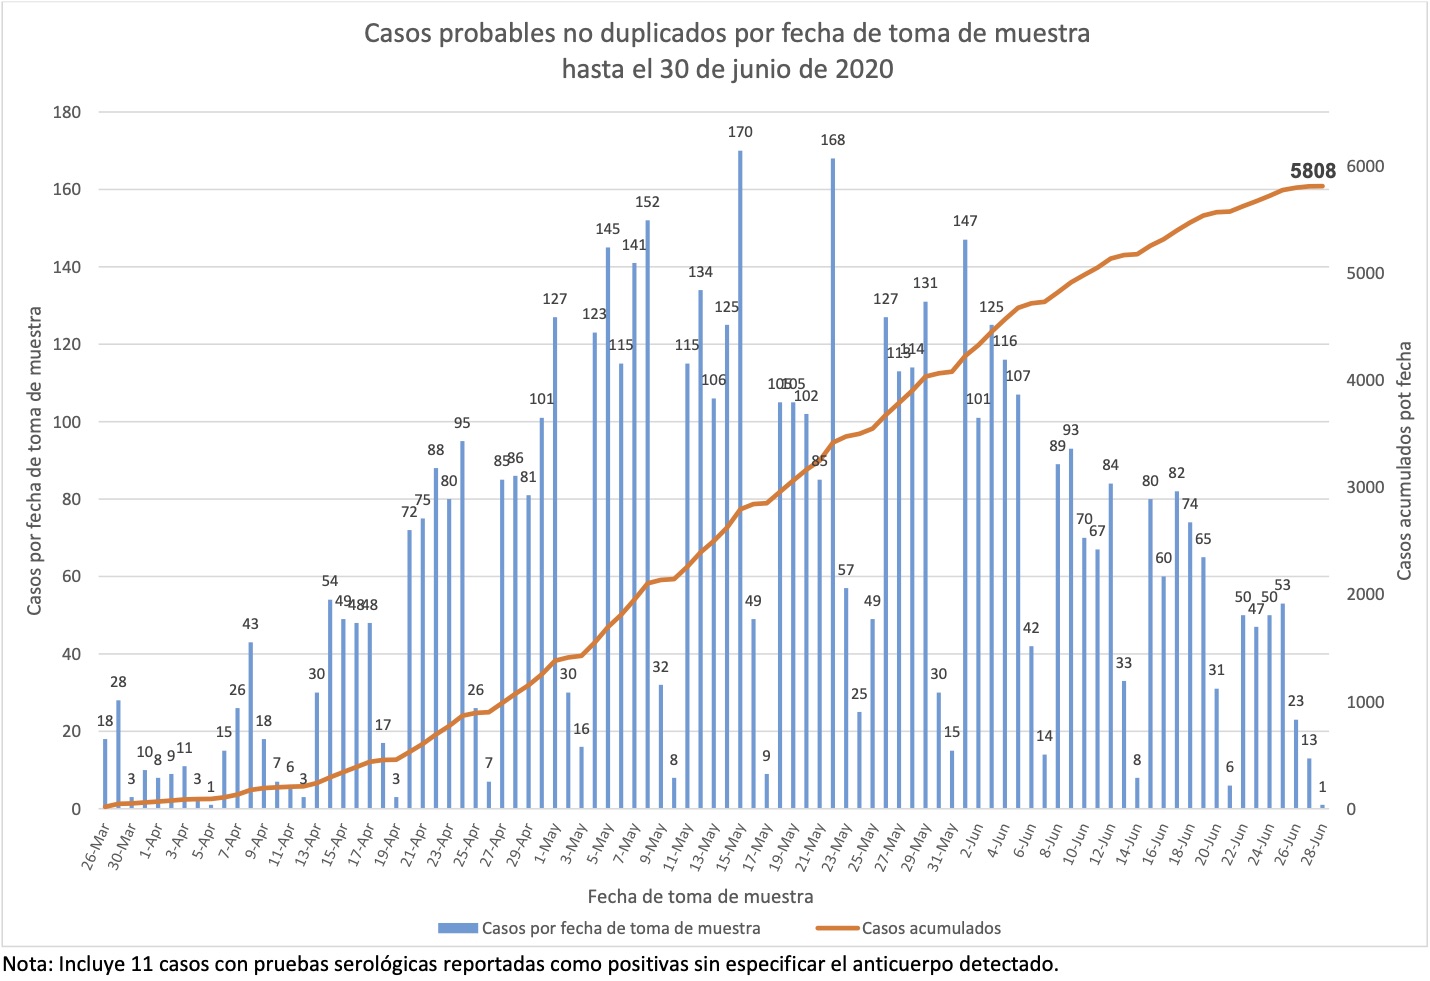 Casos probables no duplicados por fecha de toma de muestra
hasta el 30 de junio de 2020
Casos por fecha de toma de muestra
180
160
140
120
100
80
60
40
20
0
18
28
3
10
8
9
11
3
1
15
26
43
18
7
6
3
30
54
49
48
48
17
3
72
75
88
80
95
26
7
85
86
81
101
127
30
16
123
145
115
141
152
32
8
115
134
106
125
170
49
9
105
105
102
85
168
57
25
49
127
113
114
131
30
15
147
101
125
116
107
42
14
89
93
70
67
84
33
8
80
60
82
74
65
31
6
50
47
50
53
23
13
1
5808
6000
5000
4000
3000
2000
1000
0
Casos acumulados pot fecha
26-Mar
30-Mar
1-Apr
3-Apr
5-Apr
7-Apr
9-Apr
11-Apr
13-Apr
15-Apr
17-Apr
19-Apr
21-Apr
23-Apr
25-Apr
27-Apr
29-Apr
1-May
3-May
5-May
7-May
9-May
11-May
13-May
15-May
17-May
19-May
21-May
23-May
25-May
27-May
29-May
31-May
2-Jun
4-Jun
6-Jun
8-Jun
10-Jun
12-Jun
14-Jun
16-Jun
18-Jun
20-Jun
22-Jun
24-Jun
26-Jun
28-Jun
Fecha de toma de muestra
Casos por fecha de toma de muestra
Casos acumulados
Nota: Incluye 11 casos con pruebas serológicas reportadas como positivas sin especificar el anticuerpo detectado.